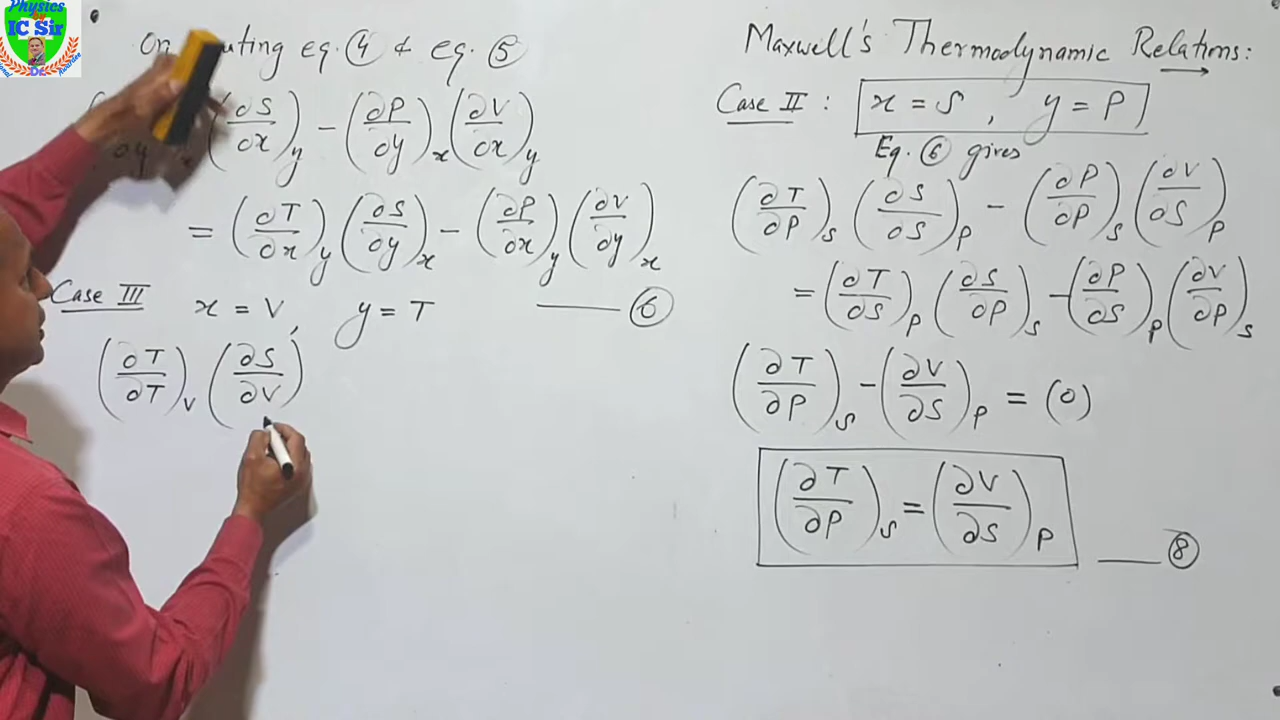 Physics
by
IC Sir
On uting eq. ④ & eq. ⑤
(∂S/∂x)_y − (∂P/∂y)_x (∂V/∂x)_y
= (∂T/∂x)_y (∂S/∂y)_x − (∂P/∂x)_y (∂V/∂y)_x
—— ⑥
Case III x = V, y = T
(∂T/∂T)_V (∂S/∂V)
Maxwell's Thermodynamic Relations:
Case II : x = S , y = P
Eq. ⑥ gives
(∂T/∂P)_S (∂S/∂S)_P − (∂P/∂P)_S (∂V/∂S)_P
= (∂T/∂S)_P (∂S/∂P)_S − (∂P/∂S)_P (∂V/∂P)_S
(∂T/∂P)_S − (∂V/∂S)_P = (0)
(∂T/∂P)_S = (∂V/∂S)_P —— ⑧